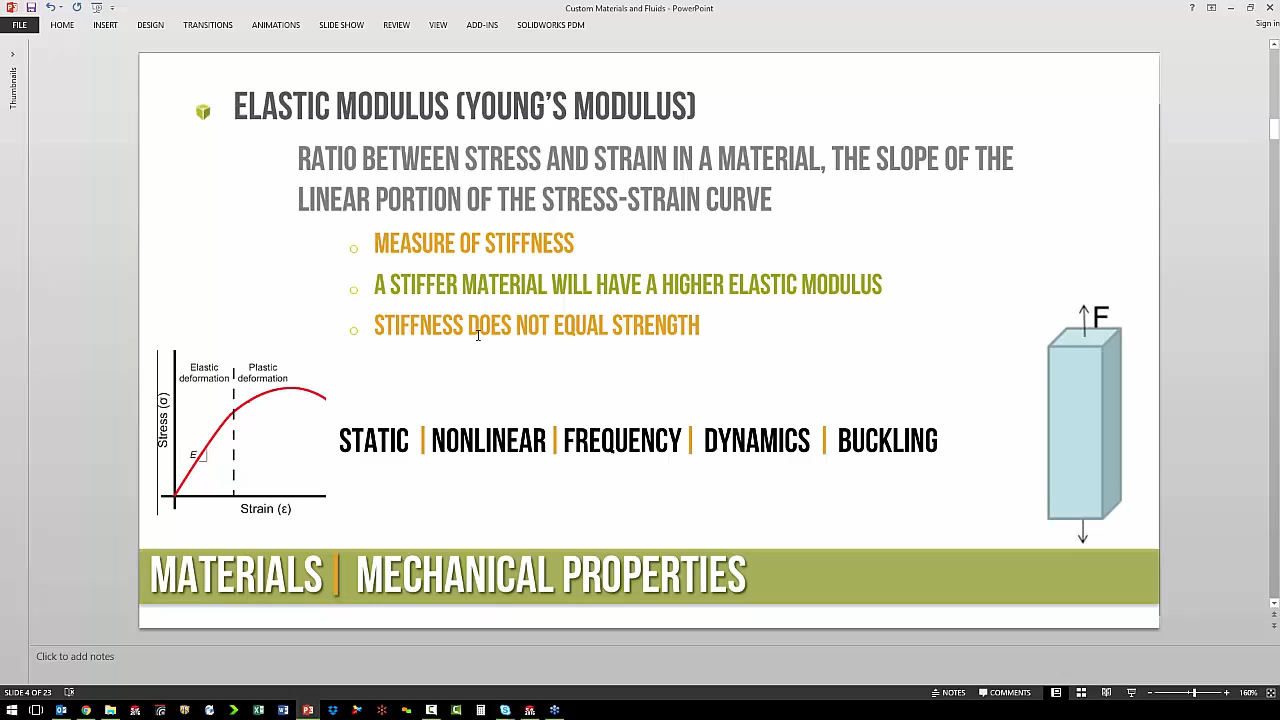 Custom Materials and Fluids - PowerPoint
FILE HOME INSERT DESIGN TRANSITIONS ANIMATIONS SLIDE SHOW REVIEW VIEW ADD-INS SOLIDWORKS PDM
Sign in
Thumbnails
ELASTIC MODULUS (YOUNG'S MODULUS)
RATIO BETWEEN STRESS AND STRAIN IN A MATERIAL, THE SLOPE OF THE
LINEAR PORTION OF THE STRESS-STRAIN CURVE
MEASURE OF STIFFNESS
A STIFFER MATERIAL WILL HAVE A HIGHER ELASTIC MODULUS
STIFFNESS DOES NOT EQUAL STRENGTH
F
Elastic
deformation
Plastic
deformation
Stress (σ)
E
Strain (ε)
STATIC | NONLINEAR | FREQUENCY | DYNAMICS | BUCKLING
MATERIALS | MECHANICAL PROPERTIES
Click to add notes
SLIDE 4 OF 23
NOTES COMMENTS 160%